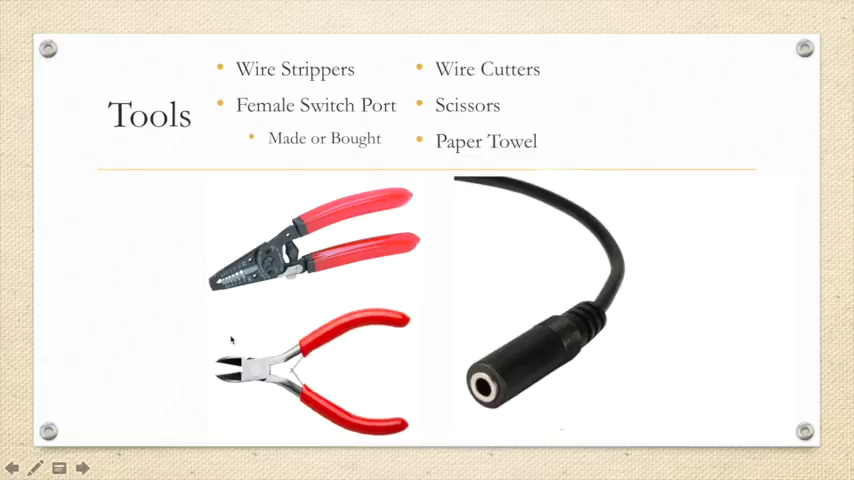 Tools
Wire Strippers
Female Switch Port
Made or Bought
Wire Cutters
Scissors
Paper Towel